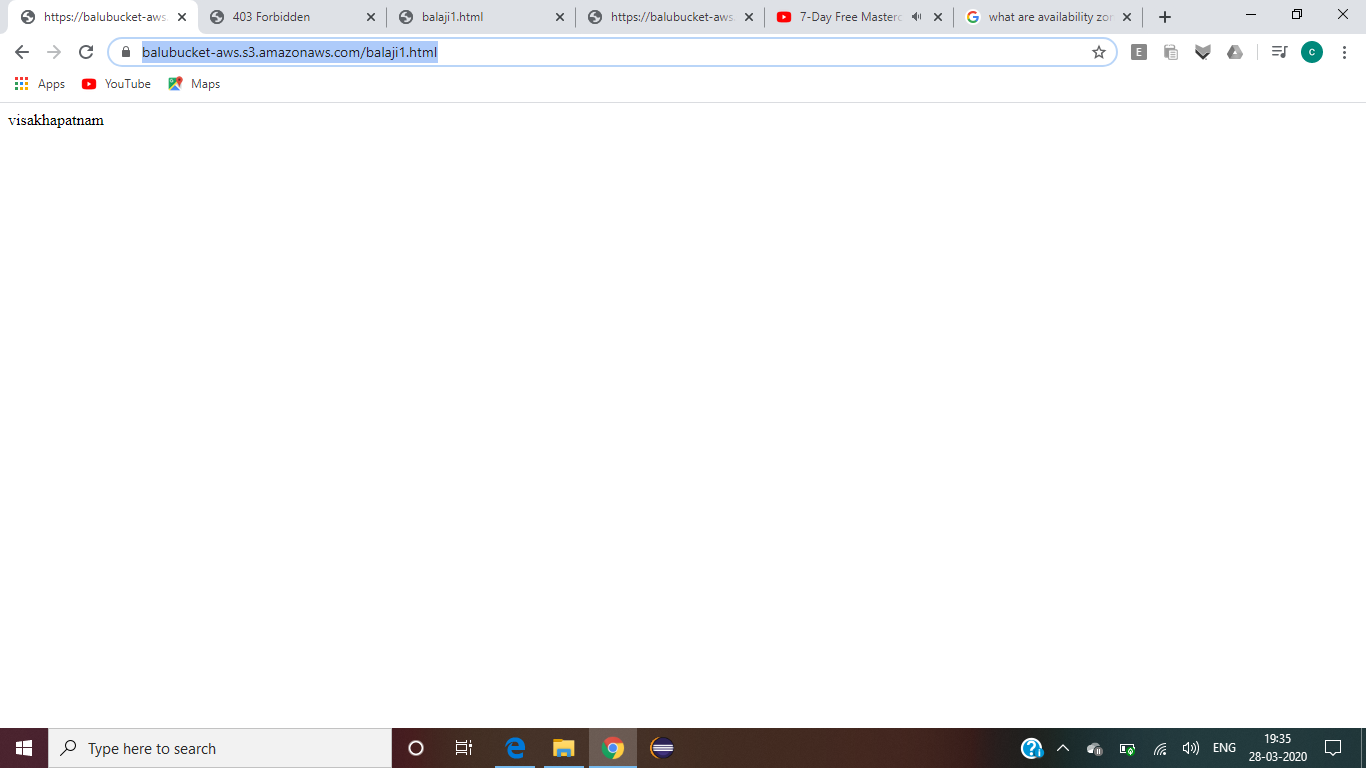 https://balubucket-aws.
403 Forbidden
balaji1.html
https://balubucket-aws.
7-Day Free Masterc
what are availability zon
balubucket-aws.s3.amazonaws.com/balaji1.html
E
c
Apps
YouTube
Maps
visakhapatnam
Type here to search
ENG
19:35
28-03-2020